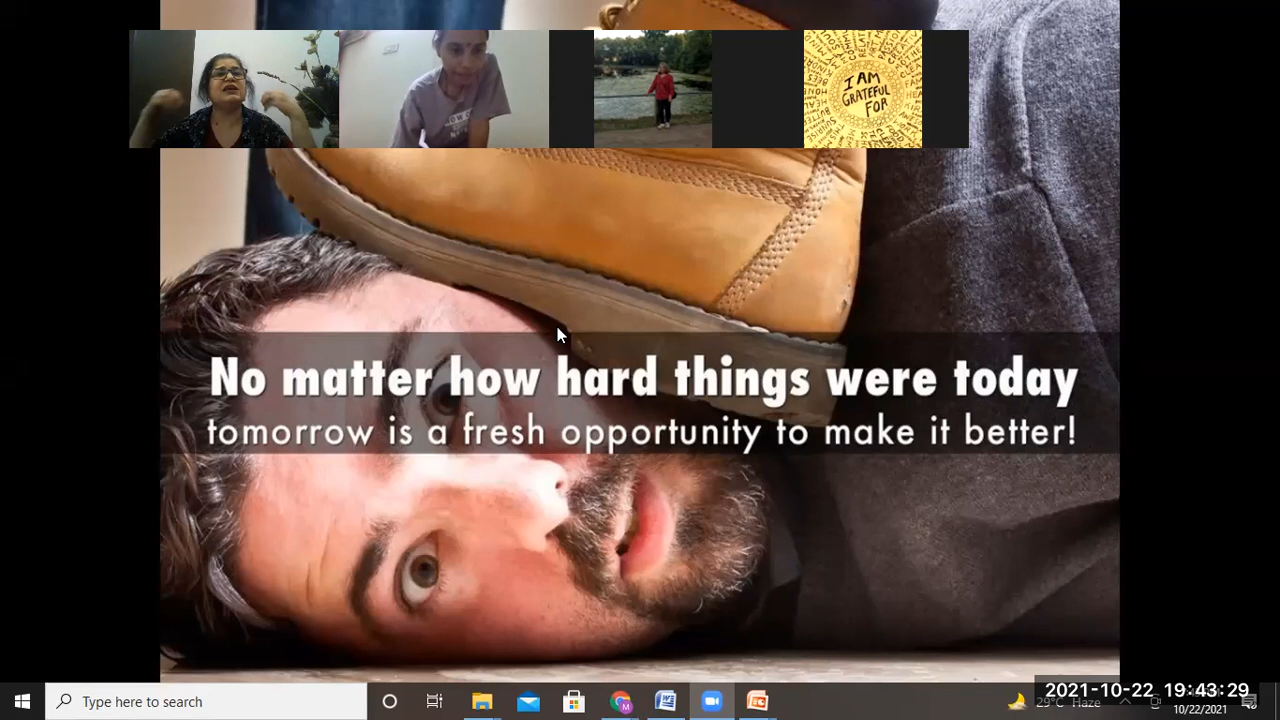 I AM
GRATEFUL
FOR
No matter how hard things were today
tomorrow is a fresh opportunity to make it better!
Type here to search
29°C Haze
2021-10-22 19:43:29
10/22/2021